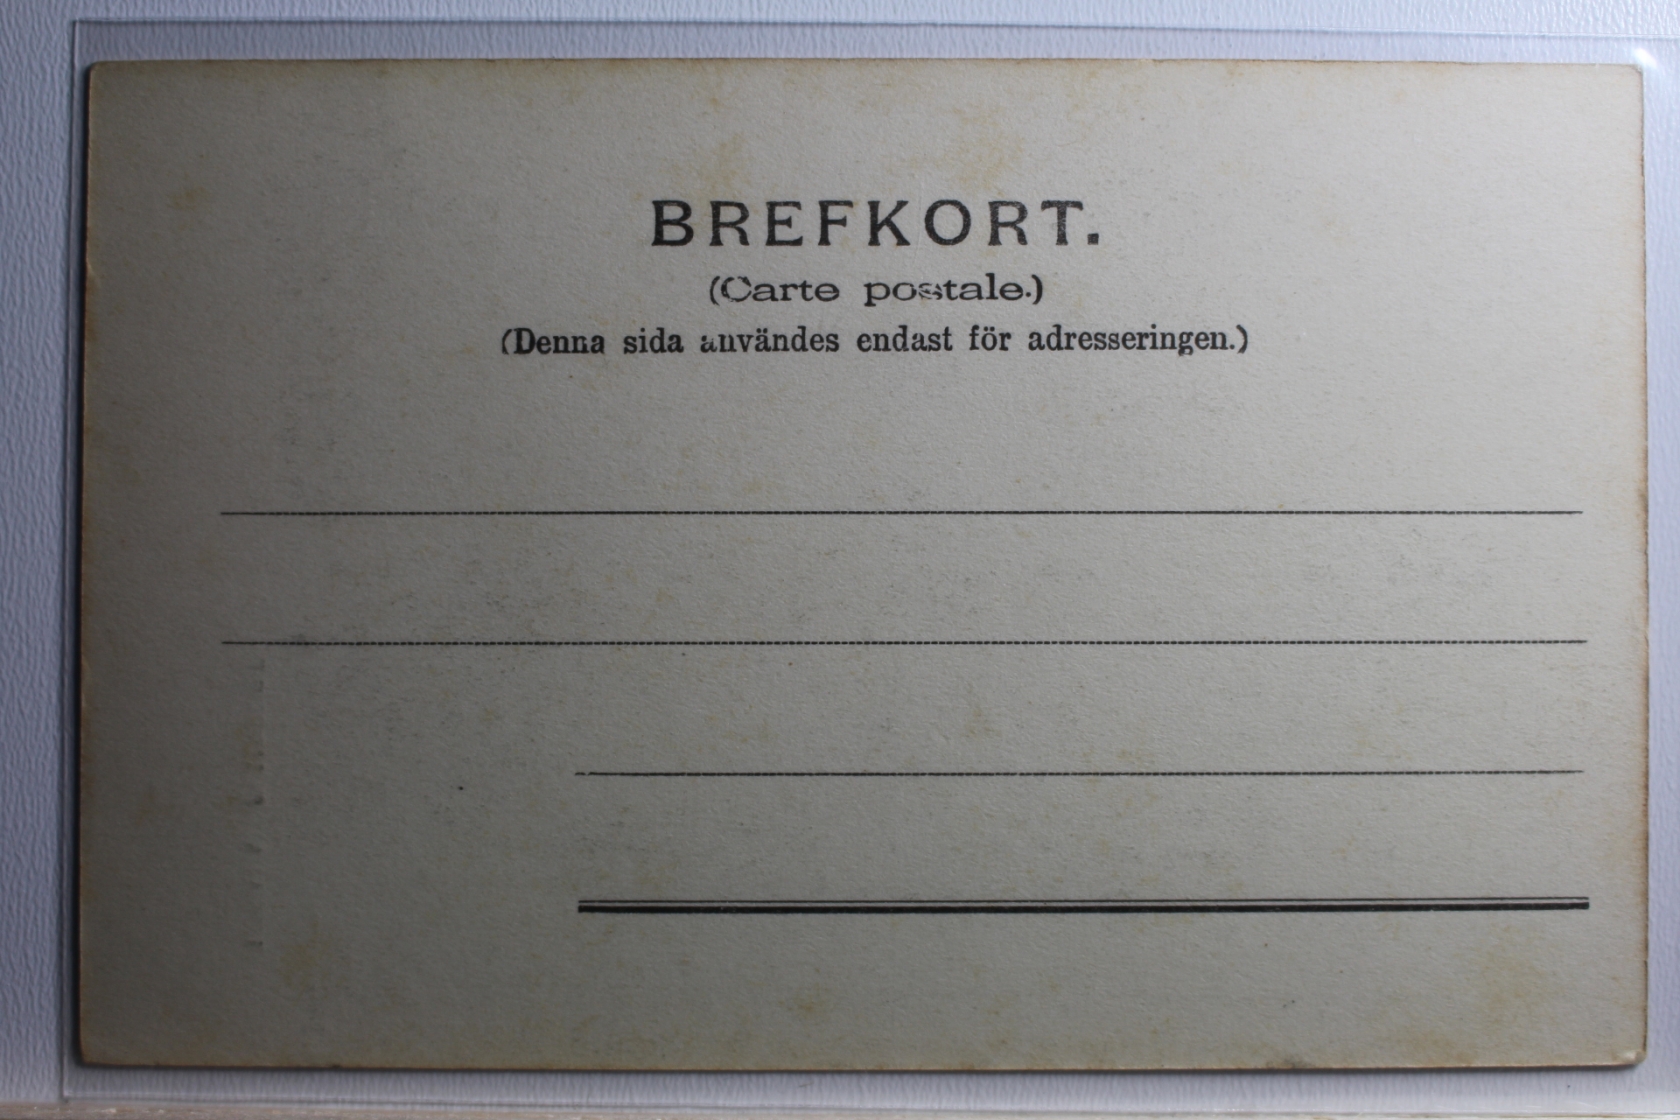 BREFKORT.
(Carte postale.)
(Denna sida användes endast för adresseringen.)